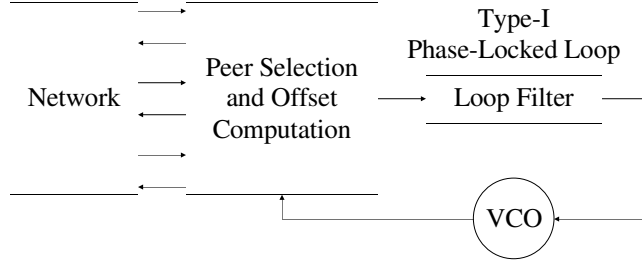 Network
Peer Selection
and Offset
Computation
Type-I
Phase-Locked Loop
Loop Filter
VCO